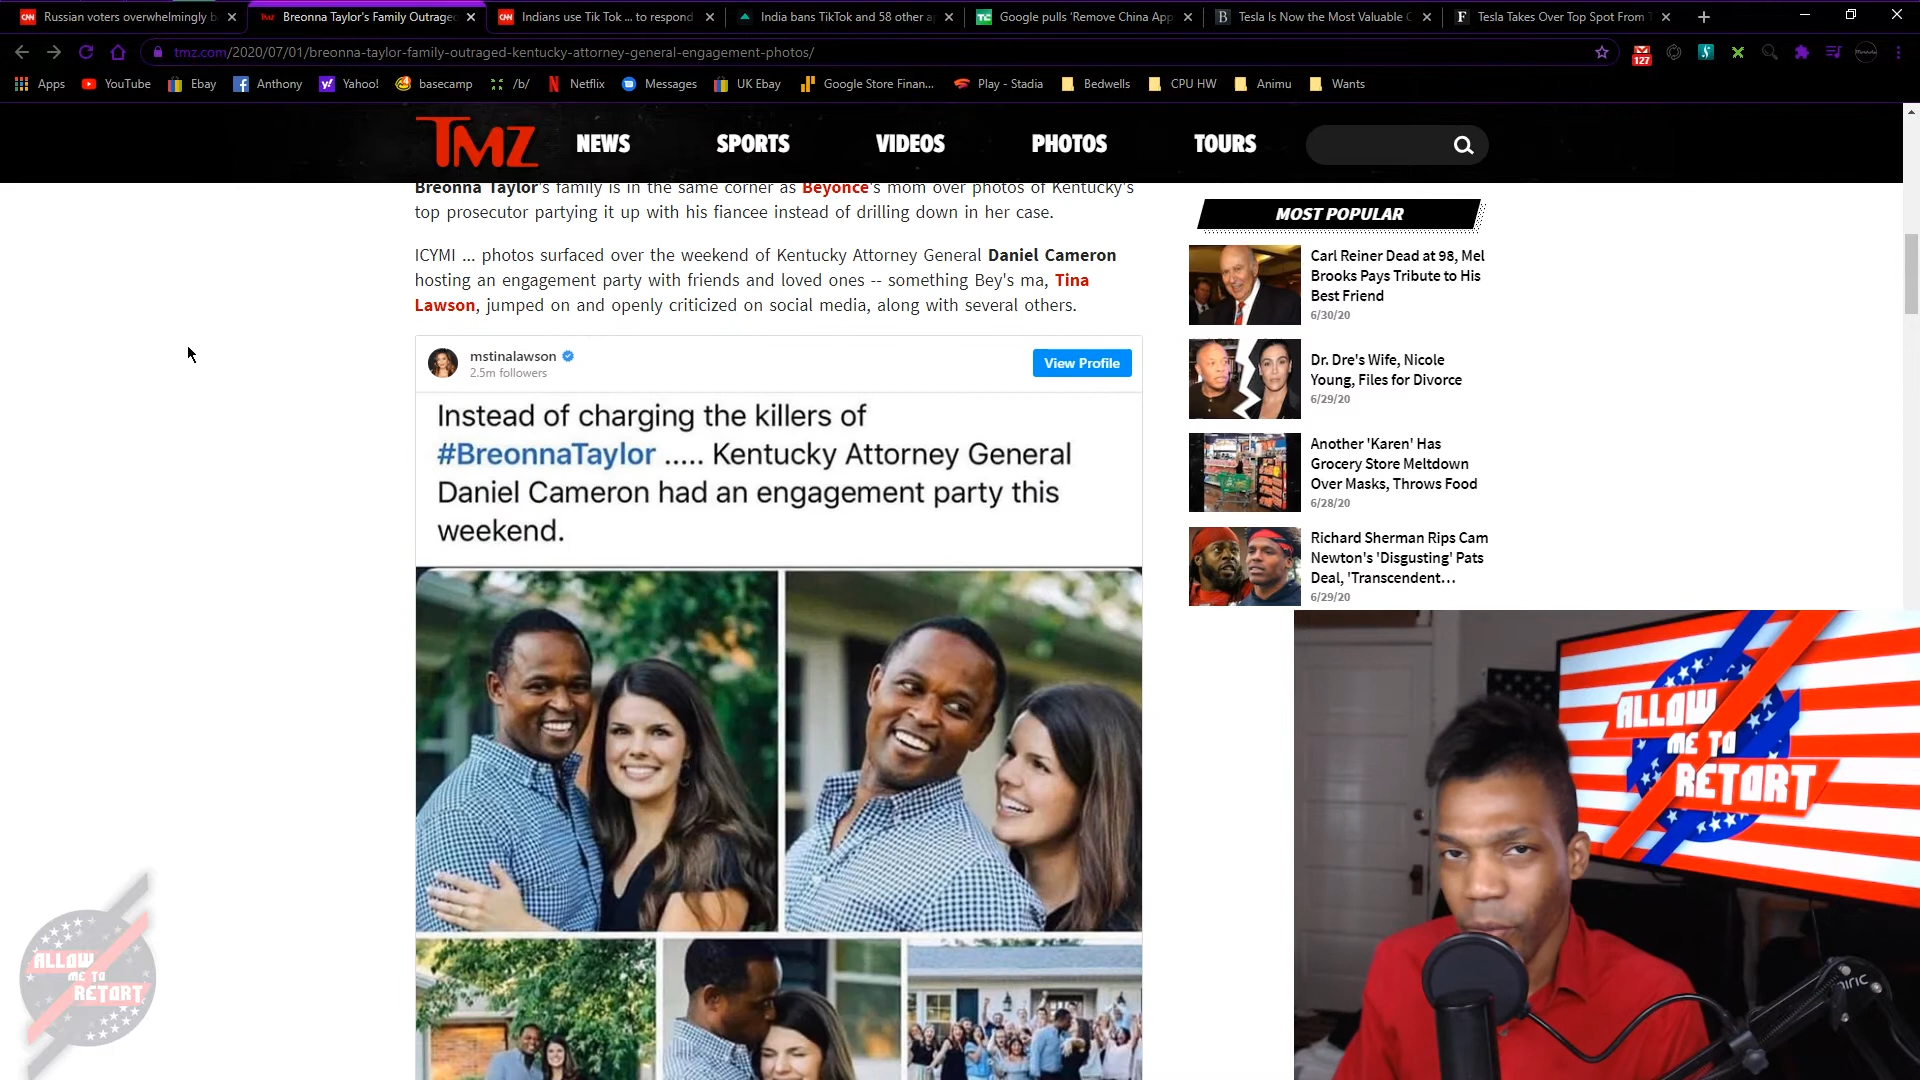 Russian voters overwhelmingly b
Breonna Taylor's Family Outraged
Indians use Tik Tok ... to respond
India bans TikTok and 58 other a
Google pulls 'Remove China App
Tesla Is Now the Most Valuable C
Tesla Takes Over Top Spot From T
tmz.com/2020/07/01/breonna-taylor-family-outraged-kentucky-attorney-general-engagement-photos/
127
Apps YouTube Ebay Anthony Yahoo! basecamp /b/ Netflix Messages UK Ebay Google Store Finan... Play - Stadia Bedwells CPU HW Animu Wants
TMZ NEWS SPORTS VIDEOS PHOTOS TOURS
Breonna Taylor's family is in the same corner as Beyonce's mom over photos of Kentucky's
top prosecutor partying it up with his fiancee instead of drilling down in her case.
ICYMI ... photos surfaced over the weekend of Kentucky Attorney General Daniel Cameron
hosting an engagement party with friends and loved ones -- something Bey's ma, Tina
Lawson, jumped on and openly criticized on social media, along with several others.
mstinalawson
2.5m followers
View Profile
Instead of charging the killers of
#BreonnaTaylor ..... Kentucky Attorney General
Daniel Cameron had an engagement party this
weekend.
MOST POPULAR
Carl Reiner Dead at 98, Mel
Brooks Pays Tribute to His
Best Friend
6/30/20
Dr. Dre's Wife, Nicole
Young, Files for Divorce
6/29/20
Another 'Karen' Has
Grocery Store Meltdown
Over Masks, Throws Food
6/28/20
Richard Sherman Rips Cam
Newton's 'Disgusting' Pats
Deal, 'Transcendent...
6/29/20
ALLOW
ME TO
RETORT
ALLOW
ME TO
RETORT